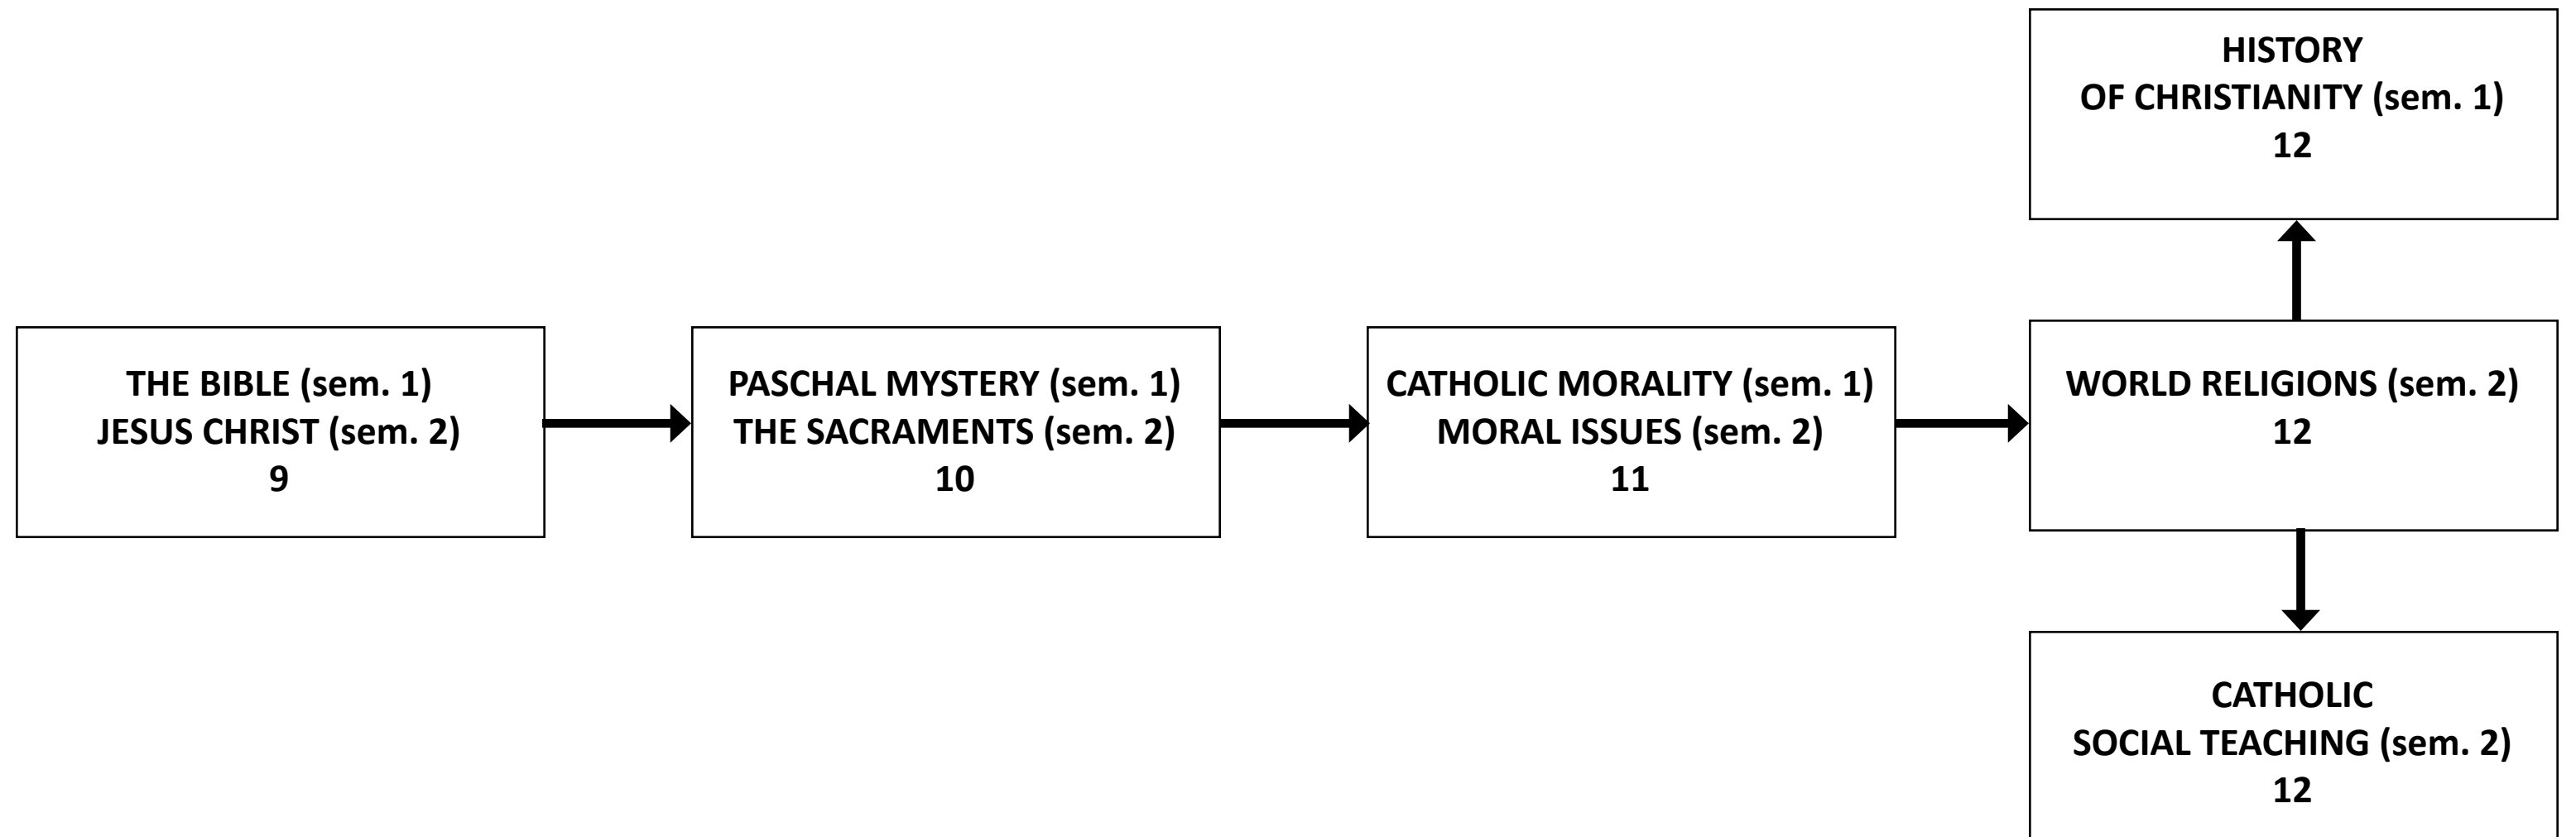 HISTORY
OF CHRISTIANITY (sem. 1)
12
THE BIBLE (sem. 1)
JESUS CHRIST (sem. 2)
9
PASCHAL MYSTERY (sem. 1)
THE SACRAMENTS (sem. 2)
10
CATHOLIC MORALITY (sem. 1)
MORAL ISSUES (sem. 2)
11
WORLD RELIGIONS (sem. 2)
12
CATHOLIC
SOCIAL TEACHING (sem. 2)
12